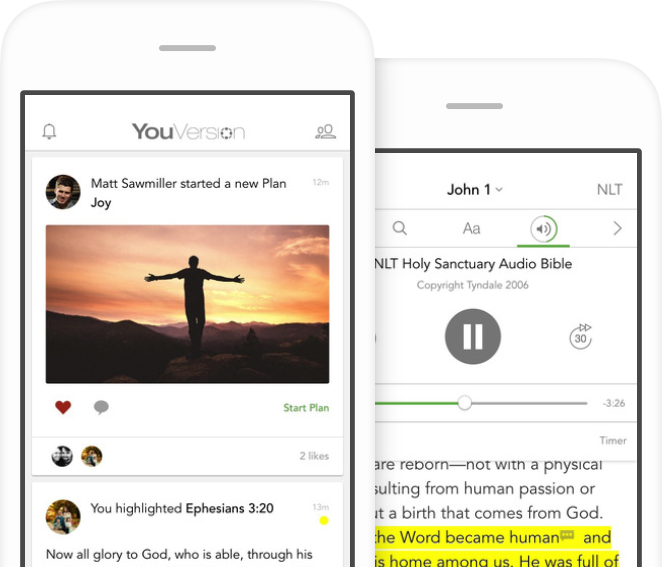 YouVersion
Matt Sawmiller started a new Plan
12m
Joy
Start Plan
2 likes
You highlighted Ephesians 3:20
13m
Now all glory to God, who is able, through his
John 1
NLT
Aa
NLT Holy Sanctuary Audio Bible
Copyright Tyndale 2006
30
-3:26
Timer
are reborn—not with a physical
sulting from human passion or
ut a birth that comes from God.
the Word became human and
is home among us. He was full of